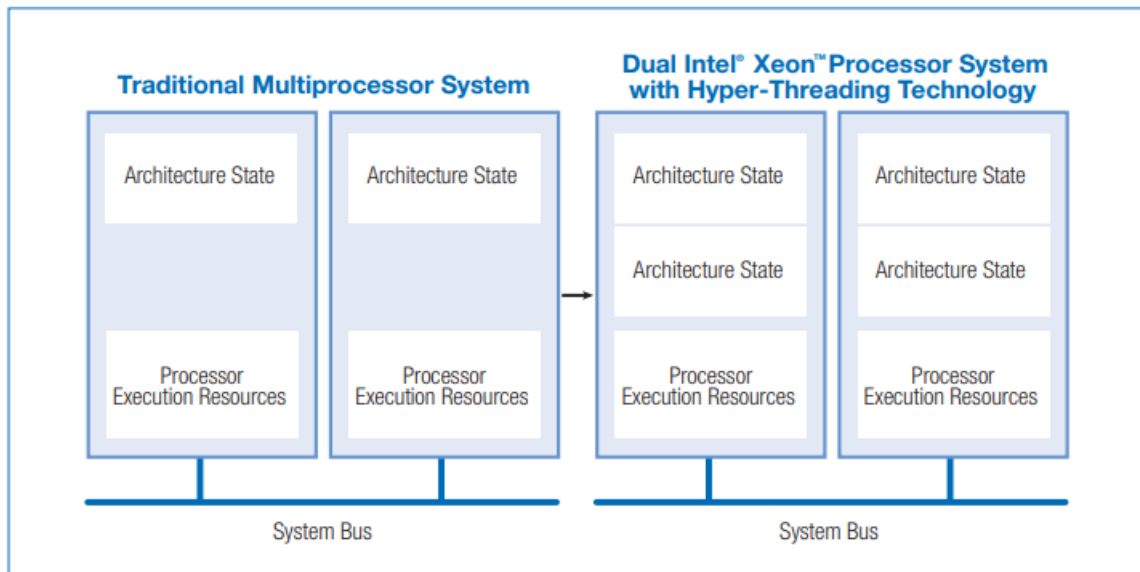 Traditional Multiprocessor System
Architecture State
Architecture State
Processor
Execution Resources
Processor
Execution Resources
System Bus
Dual Intel® Xeon™ Processor System
with Hyper-Threading Technology
Architecture State
Architecture State
Architecture State
Architecture State
Processor
Execution Resources
Processor
Execution Resources
System Bus